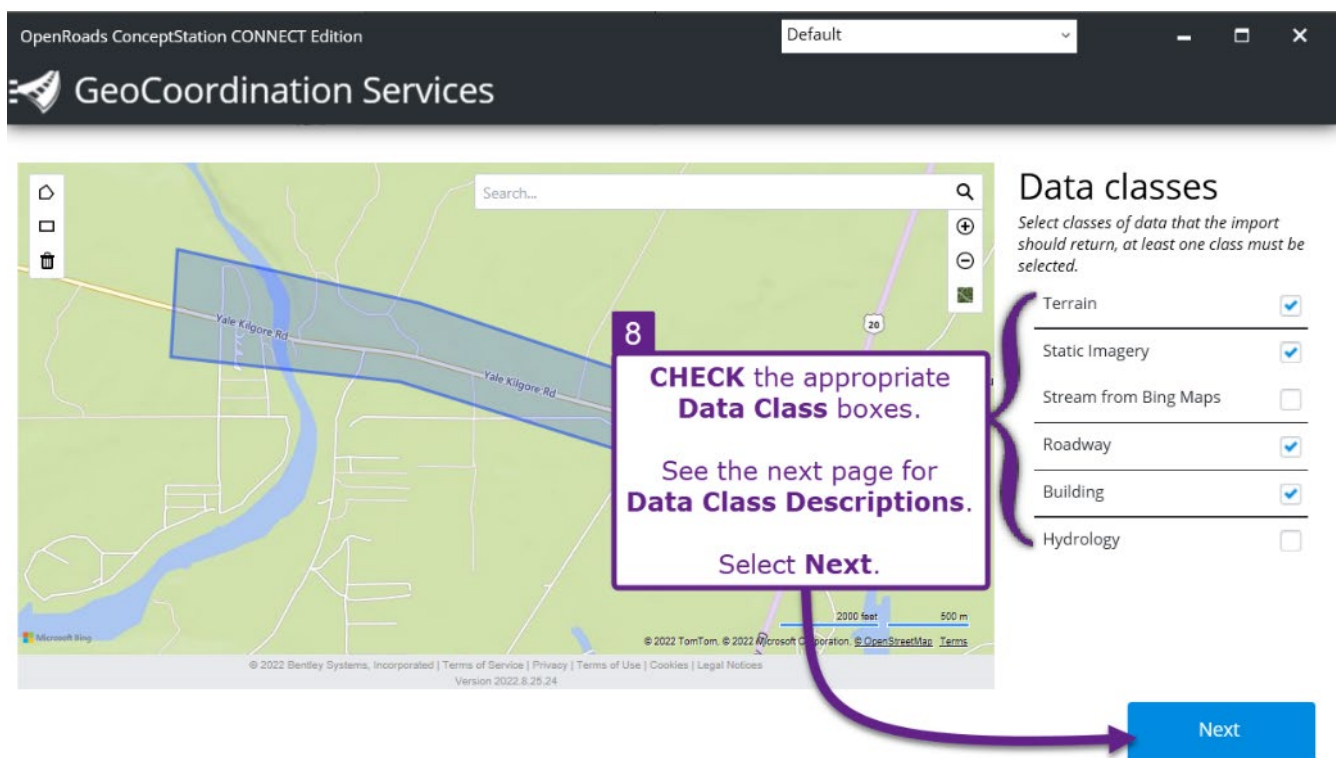 OpenRoads ConceptStation CONNECT Edition
Default
GeoCoordination Services
Search...
Data classes
Select classes of data that the import
should return, at least one class must be
selected.
Terrain
Static Imagery
Stream from Bing Maps
Roadway
Building
Hydrology
Yale Kilgore Rd
Yale Kilgore Rd
20
8
CHECK the appropriate
Data Class boxes.
See the next page for
Data Class Descriptions.
Select Next.
2000 feet 500 m
Microsoft Bing
© 2022 TomTom, © 2022 Microsoft Corporation, © OpenStreetMap Terms
© 2022 Bentley Systems, Incorporated | Terms of Service | Privacy | Terms of Use | Cookies | Legal Notices
Version 2022.8.25.24
Next